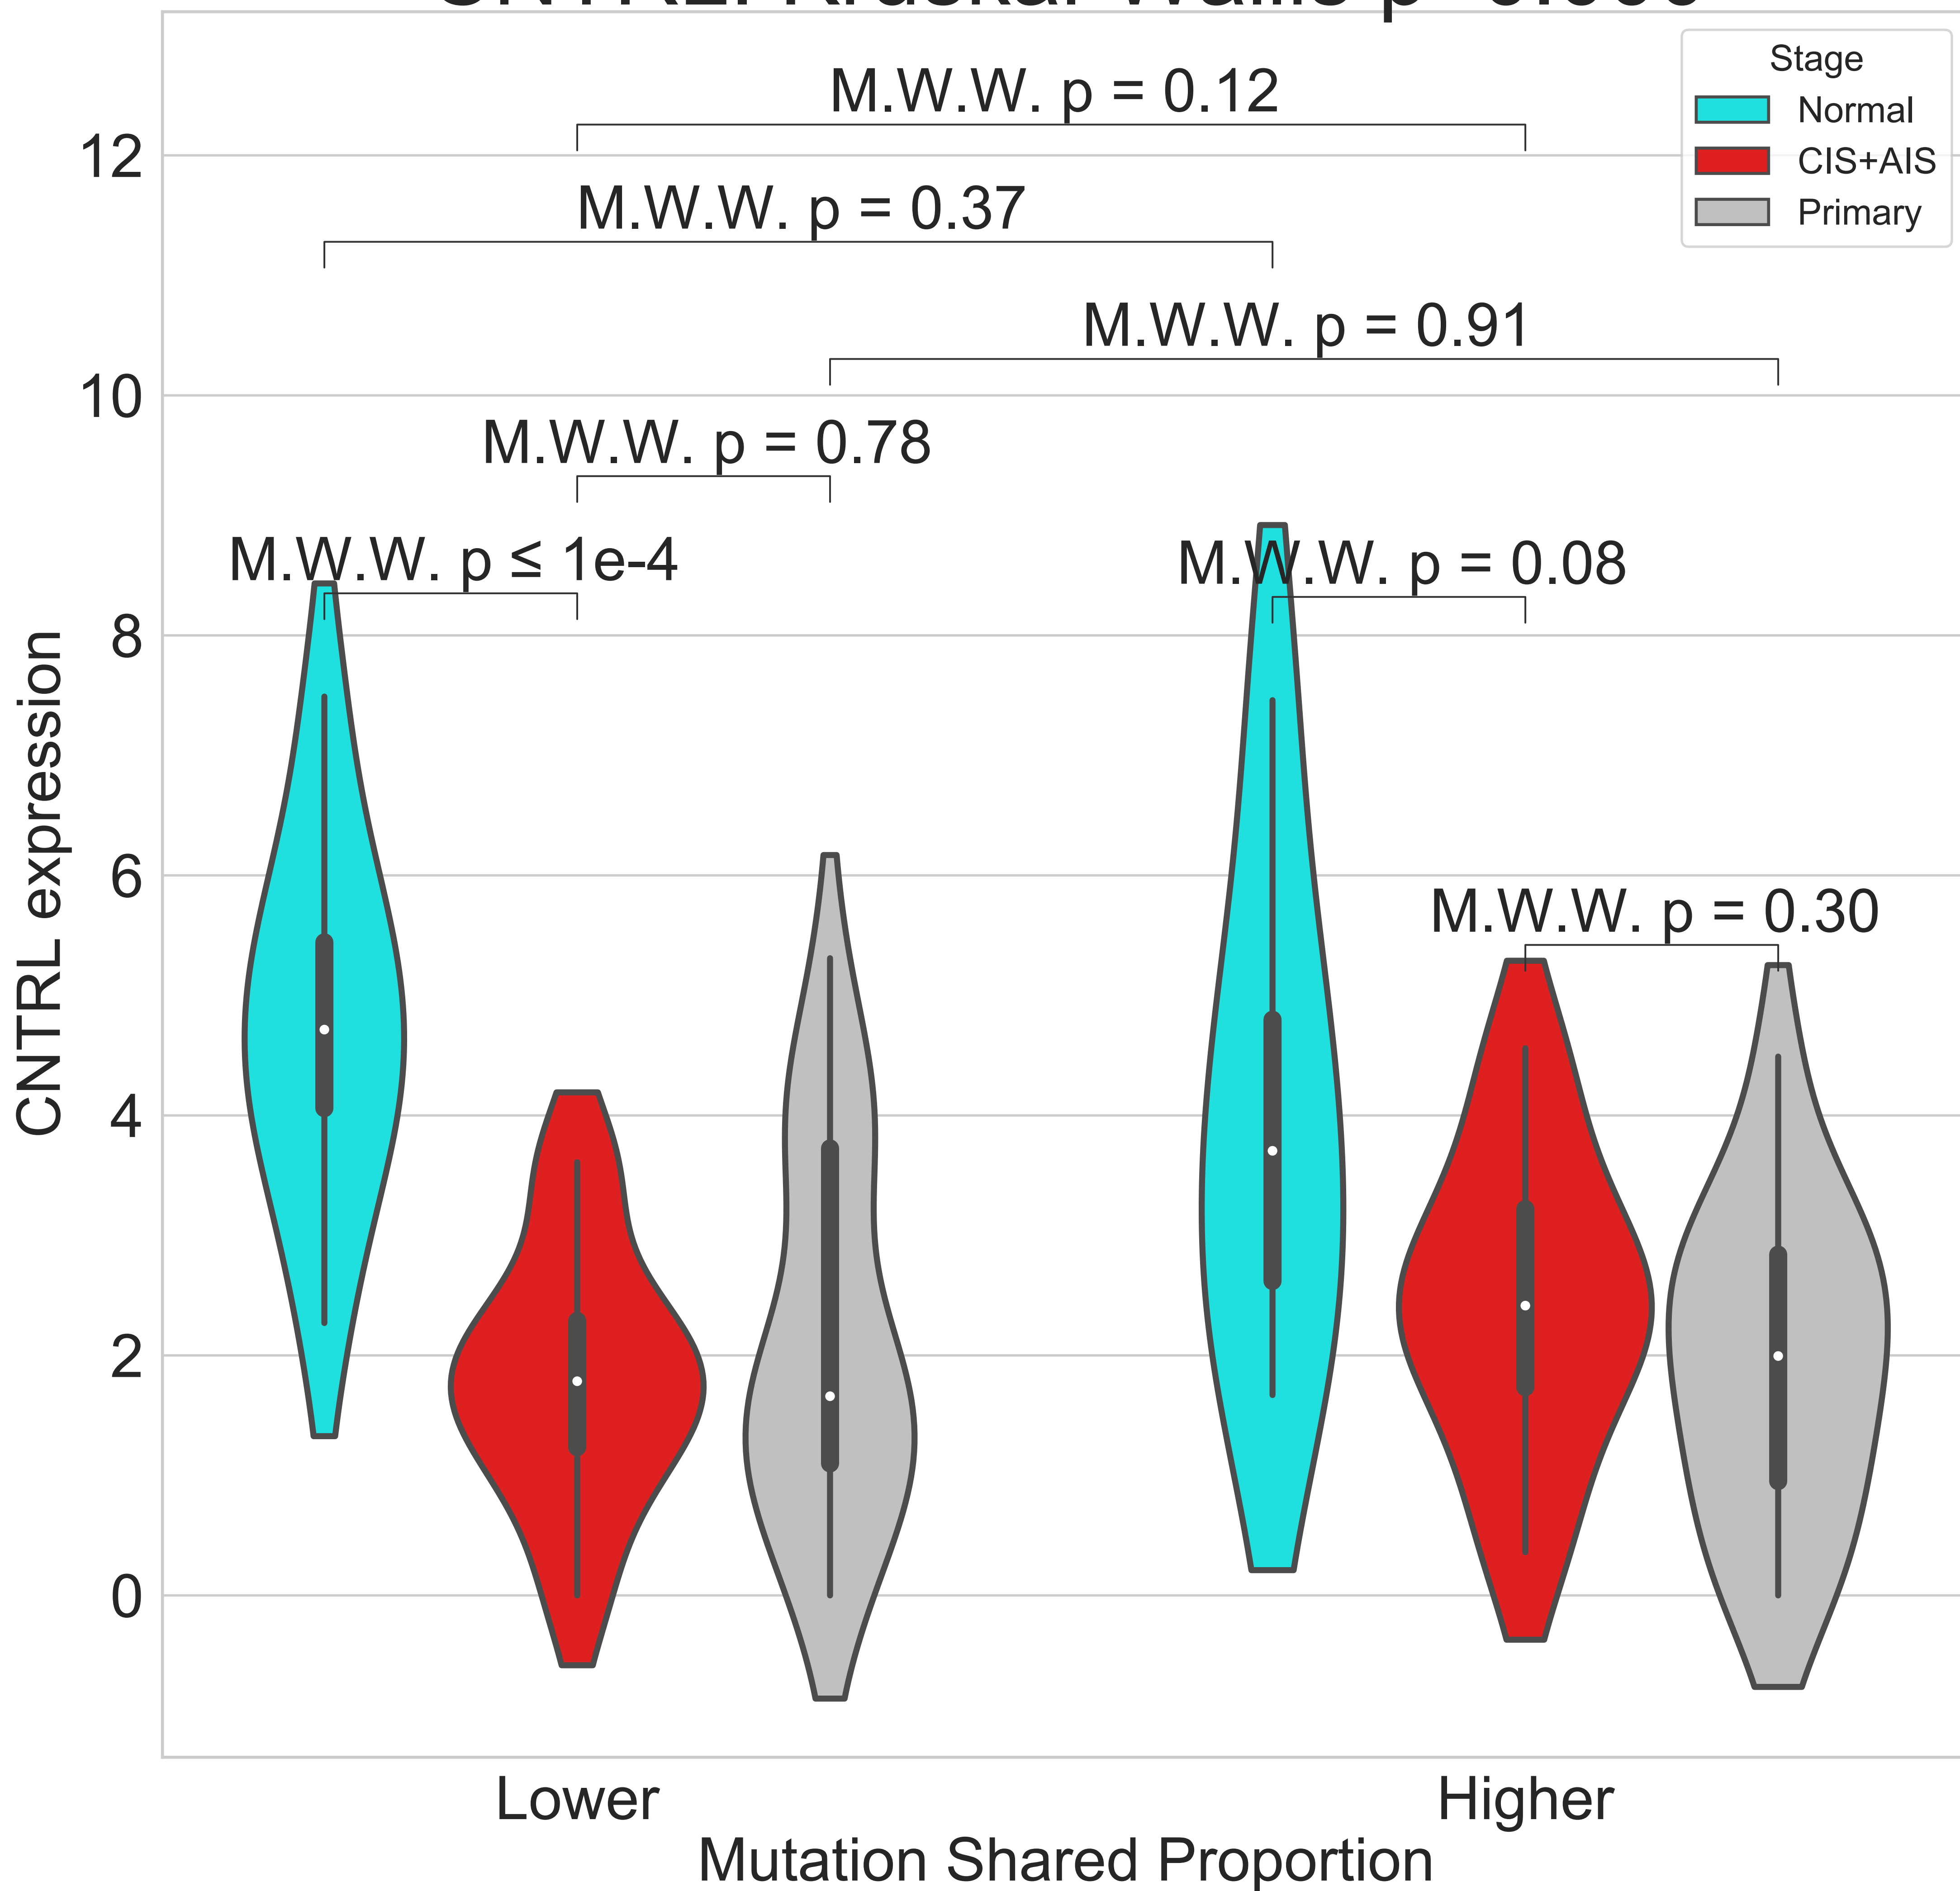 Stage
Normal
CIS+AIS
Primary
M.W.W. p = 0.12
M.W.W. p = 0.37
M.W.W. p = 0.91
M.W.W. p = 0.78
M.W.W. p ≤ 1e-4
M.W.W. p = 0.08
M.W.W. p = 0.30
12
10
8
6
4
2
0
CNTRL expression
Lower
Higher
Mutation Shared Proportion